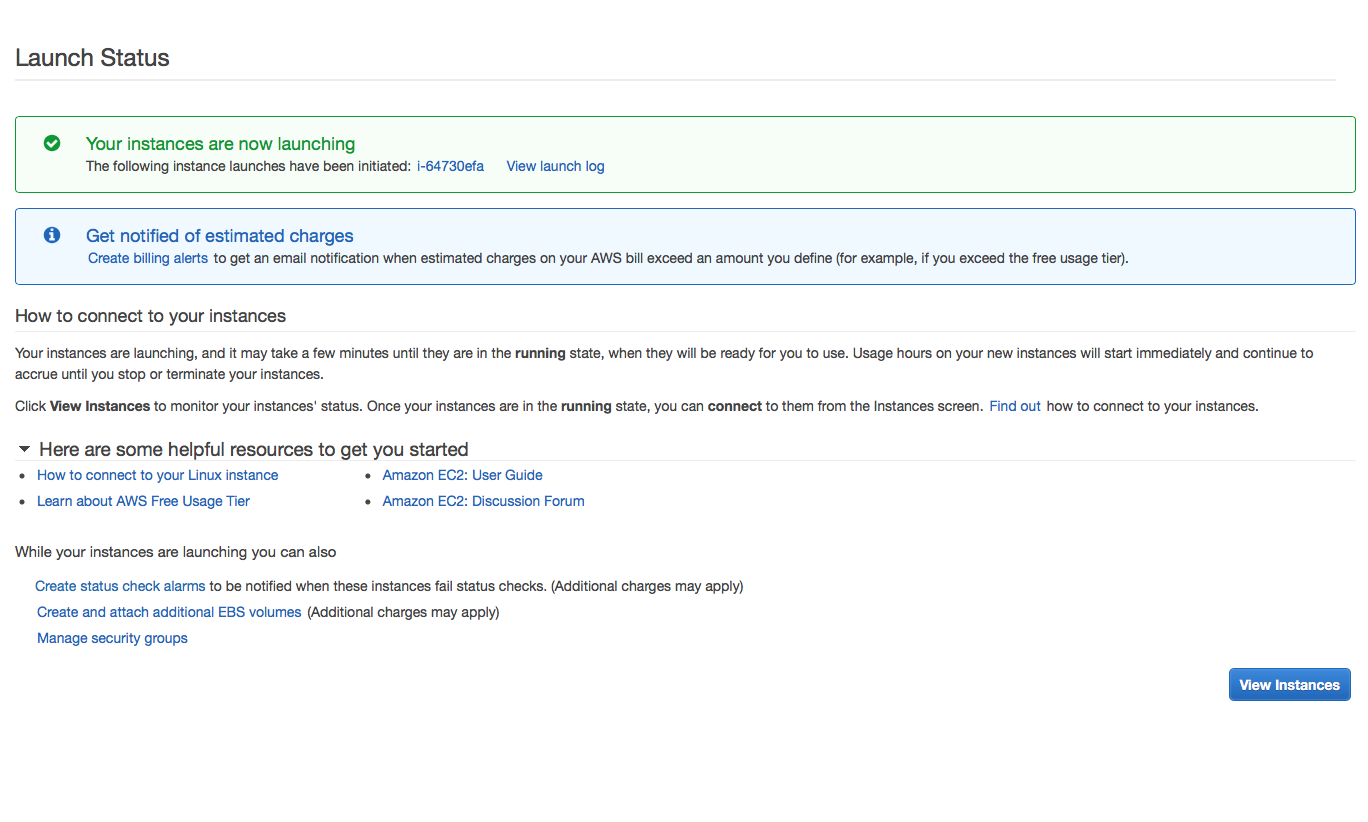 Launch Status
Your instances are now launching
The following instance launches have been initiated: i-64730efa View launch log
Get notified of estimated charges
Create billing alerts to get an email notification when estimated charges on your AWS bill exceed an amount you define (for example, if you exceed the free usage tier).
How to connect to your instances
Your instances are launching, and it may take a few minutes until they are in the running state, when they will be ready for you to use. Usage hours on your new instances will start immediately and continue to
accrue until you stop or terminate your instances.
Click View Instances to monitor your instances' status. Once your instances are in the running state, you can connect to them from the Instances screen. Find out how to connect to your instances.
Here are some helpful resources to get you started
How to connect to your Linux instance
Learn about AWS Free Usage Tier
Amazon EC2: User Guide
Amazon EC2: Discussion Forum
While your instances are launching you can also
Create status check alarms to be notified when these instances fail status checks. (Additional charges may apply)
Create and attach additional EBS volumes (Additional charges may apply)
Manage security groups
View Instances